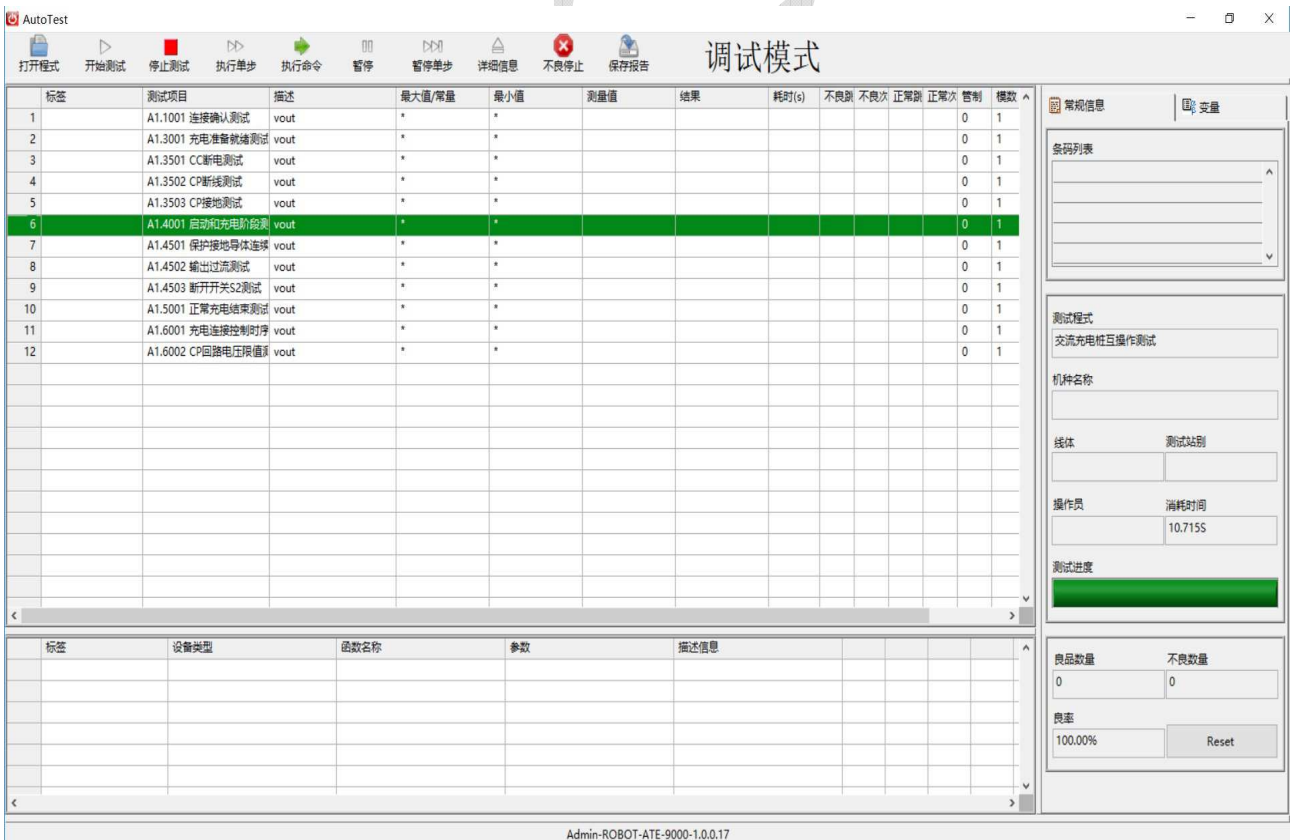 AutoTest
打开程式 开始测试 停止测试 执行单步 执行命令 暂停 暂停单步 详细信息 不良停止 保存报告 调试模式
标签 测试项目 描述 最大值/常量 最小值 测量值 结果 耗时(s) 不良跳 不良次 正常跳 正常次 管制 模数
1 A1.1001 连接确认测试 vout * * 0 1
2 A1.3001 充电准备就绪测试 vout * * 0 1
3 A1.3501 CC断电测试 vout * * 0 1
4 A1.3502 CP断线测试 vout * * 0 1
5 A1.3503 CP接地测试 vout * * 0 1
6 A1.4001 启动和充电阶段测 vout * * 0 1
7 A1.4501 保护接地导体连续 vout * * 0 1
8 A1.4502 输出过流测试 vout * * 0 1
9 A1.4503 断开开关S2测试 vout * * 0 1
10 A1.5001 正常充电结束测试 vout * * 0 1
11 A1.6001 充电连接控制时序 vout * * 0 1
12 A1.6002 CP回路电压限值测 vout * * 0 1
常规信息 变量
条码列表
测试程式
交流充电桩互操作测试
机种名称
线体 测试站别
操作员 消耗时间
10.715S
测试进度
标签 设备类型 函数名称 参数 描述信息
良品数量 不良数量
0 0
良率
100.00% Reset
Admin-ROBOT-ATE-9000-1.0.0.17